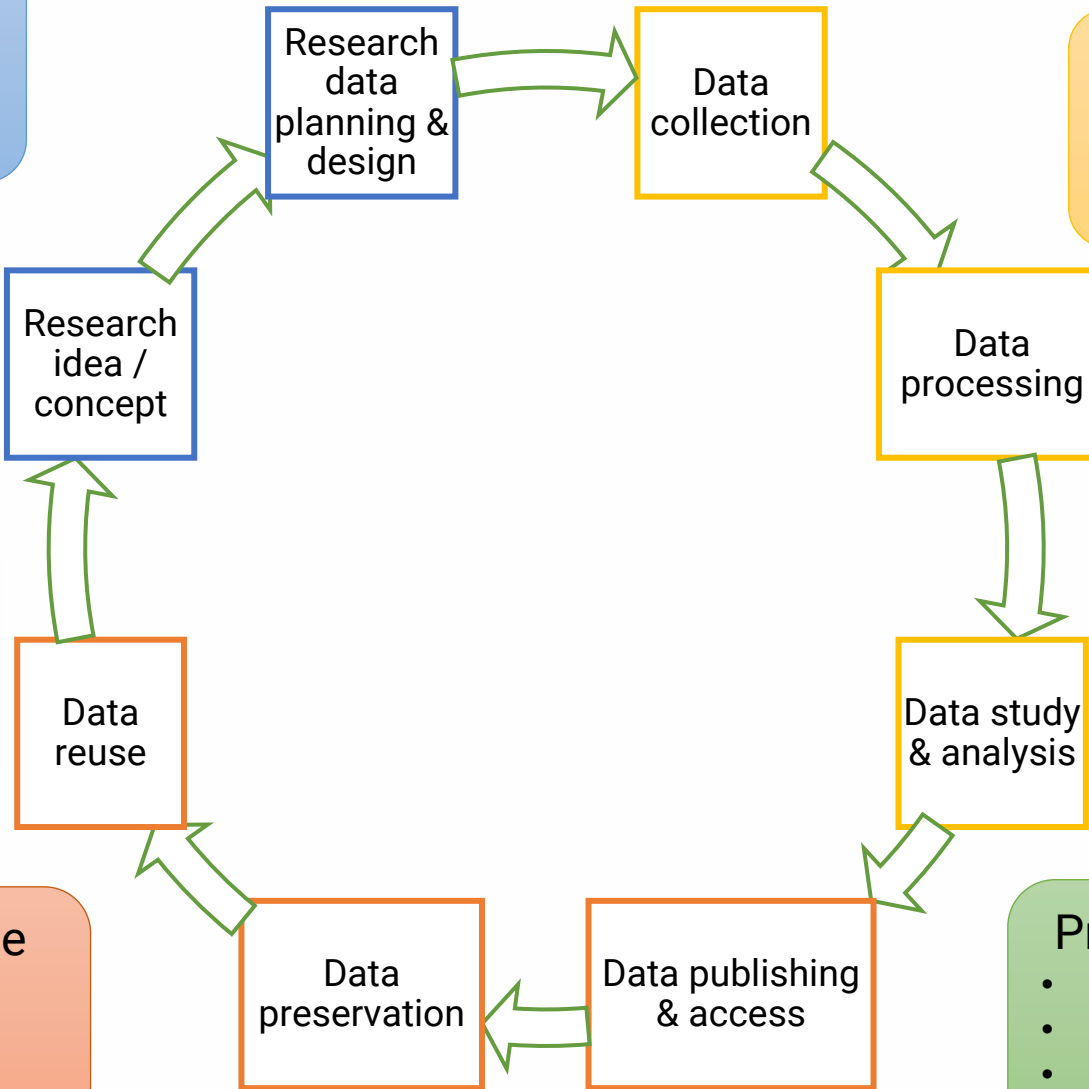 Research
data
planning &
design
Data
collection
Research
idea /
concept
Data
processing
Data
reuse
Data study
& analysis
Data
preservation
Data publishing
& access